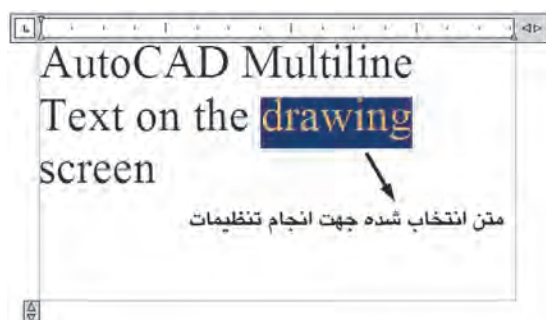 AutoCAD Multiline
Text on the drawing
screen
متن انتخاب شده جهت انجام تنظیمات